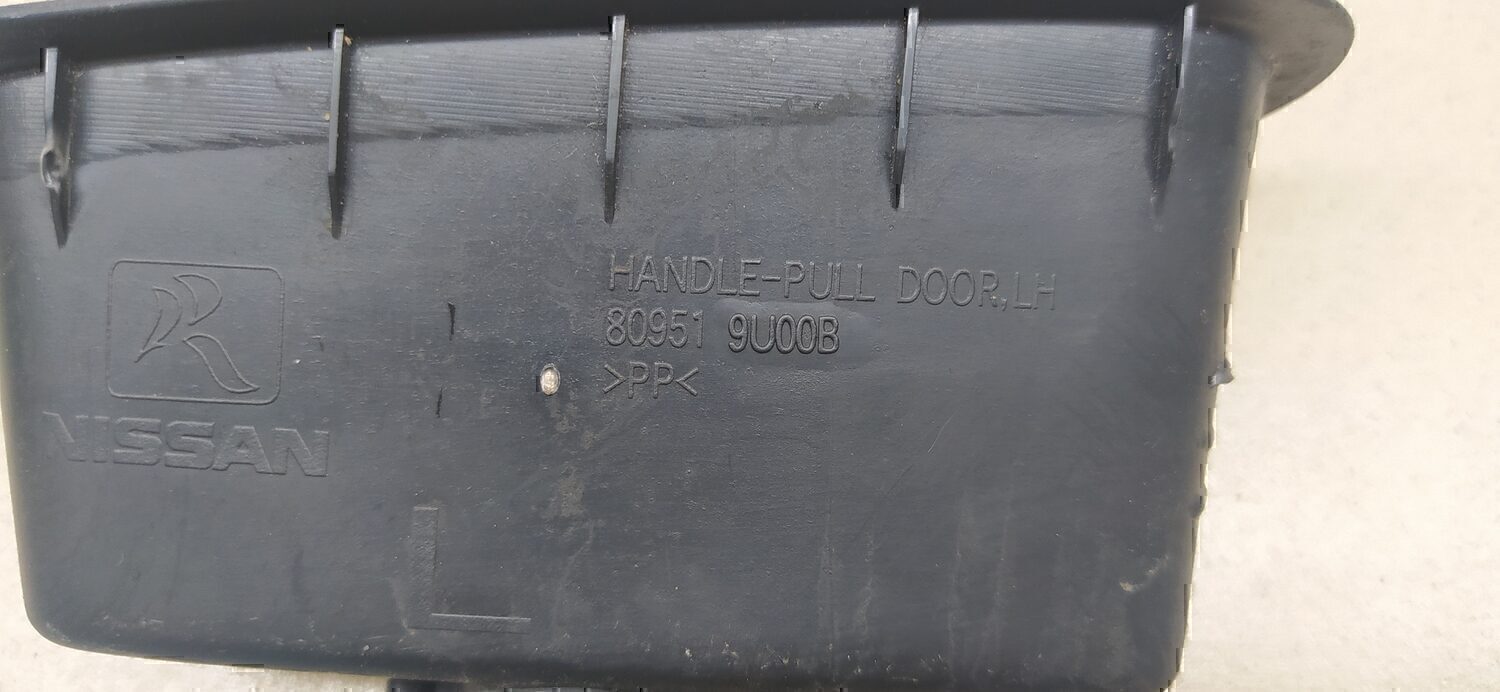 HANDLE-PULL DOOR,LH
80951 9U00B
>PP<
NISSAN
L